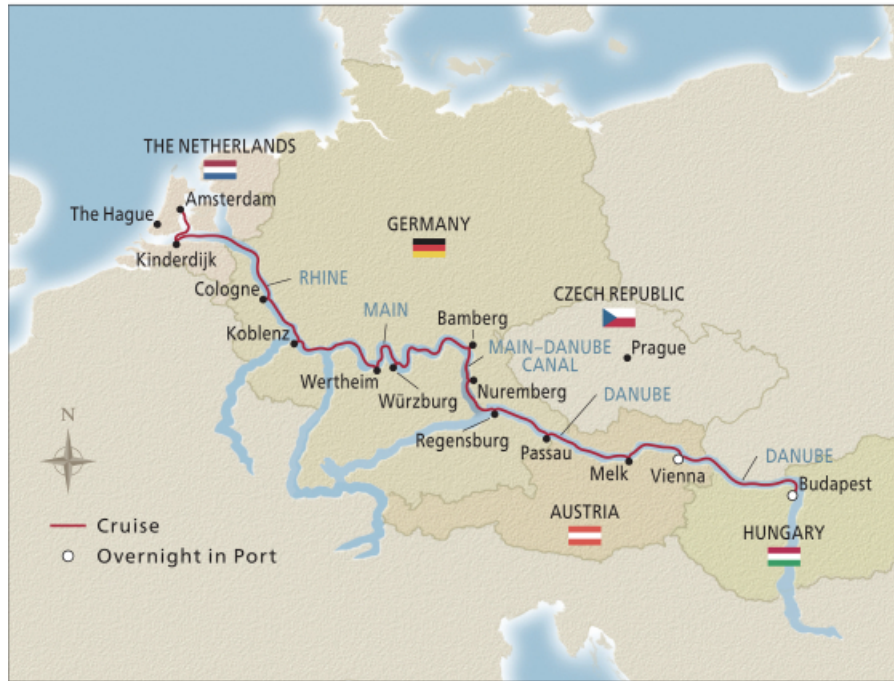 THE NETHERLANDS
Amsterdam
The Hague
Kinderdijk
GERMANY
RHINE
Cologne
CZECH REPUBLIC
MAIN
Bamberg
Koblenz
MAIN–DANUBE
CANAL
Prague
Wertheim
Würzburg
Nuremberg
DANUBE
Regensburg
Passau
Melk
Vienna
DANUBE
Budapest
N
AUSTRIA
HUNGARY
Cruise
Overnight in Port